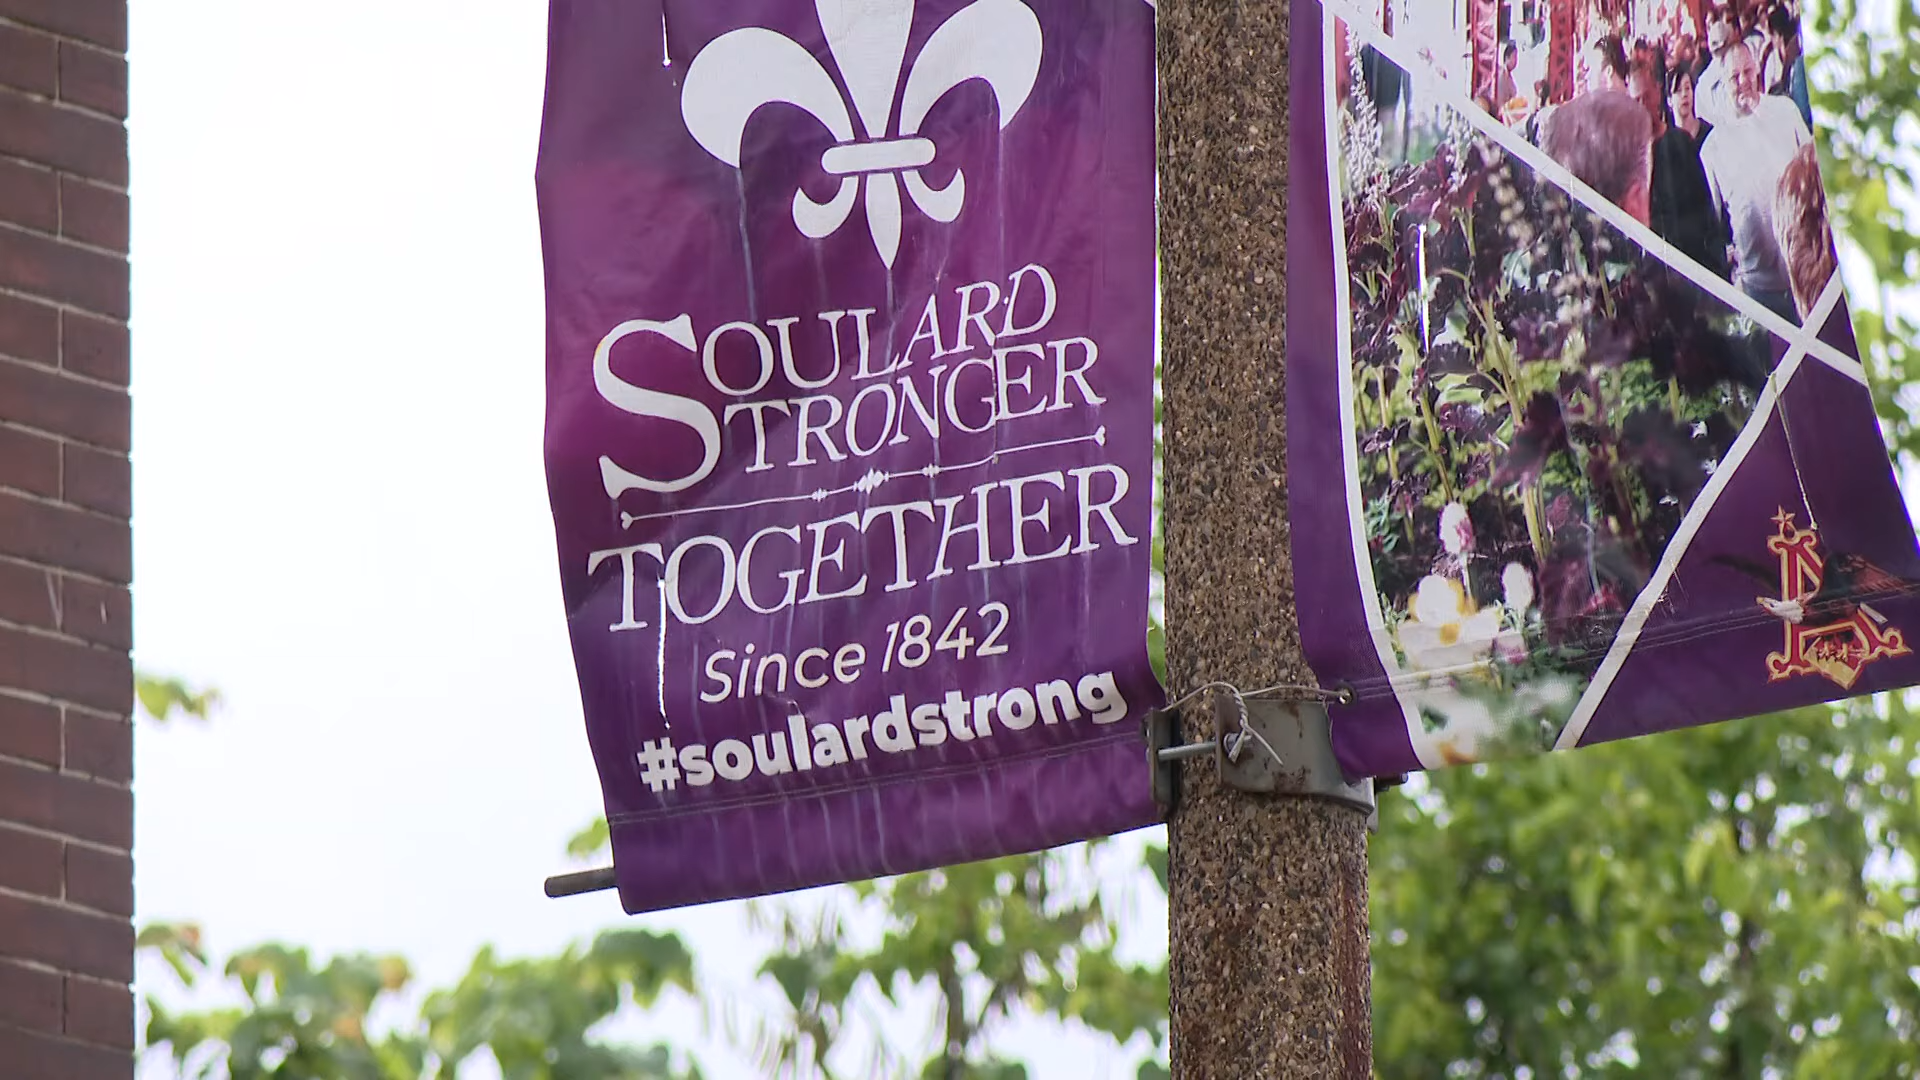 SOULARD
STRONGER
TOGETHER
Since 1842
#soulardstrong